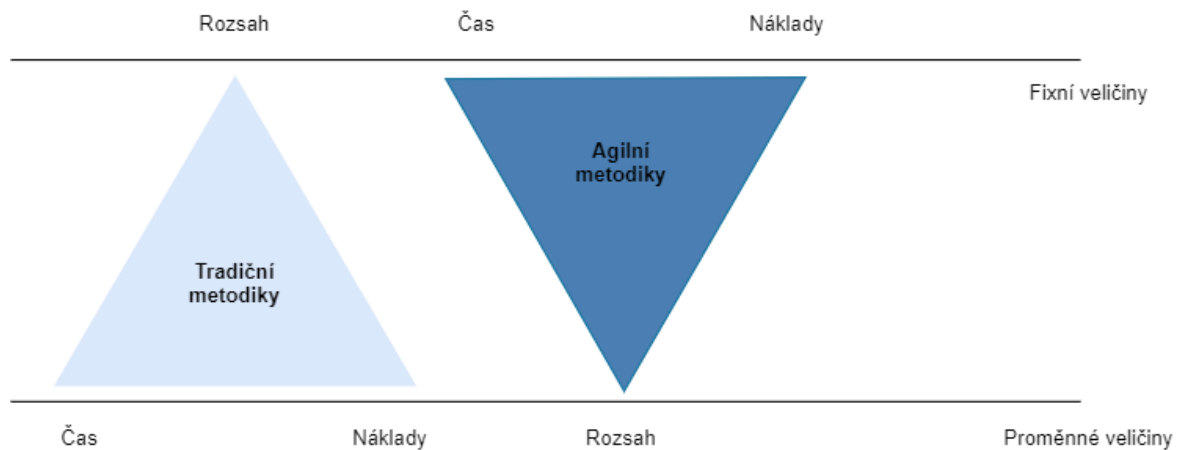 Rozsah Čas Náklady
Fixní veličiny
Agilní
metodiky
Tradiční
metodiky
Čas Náklady Rozsah Proměnné veličiny